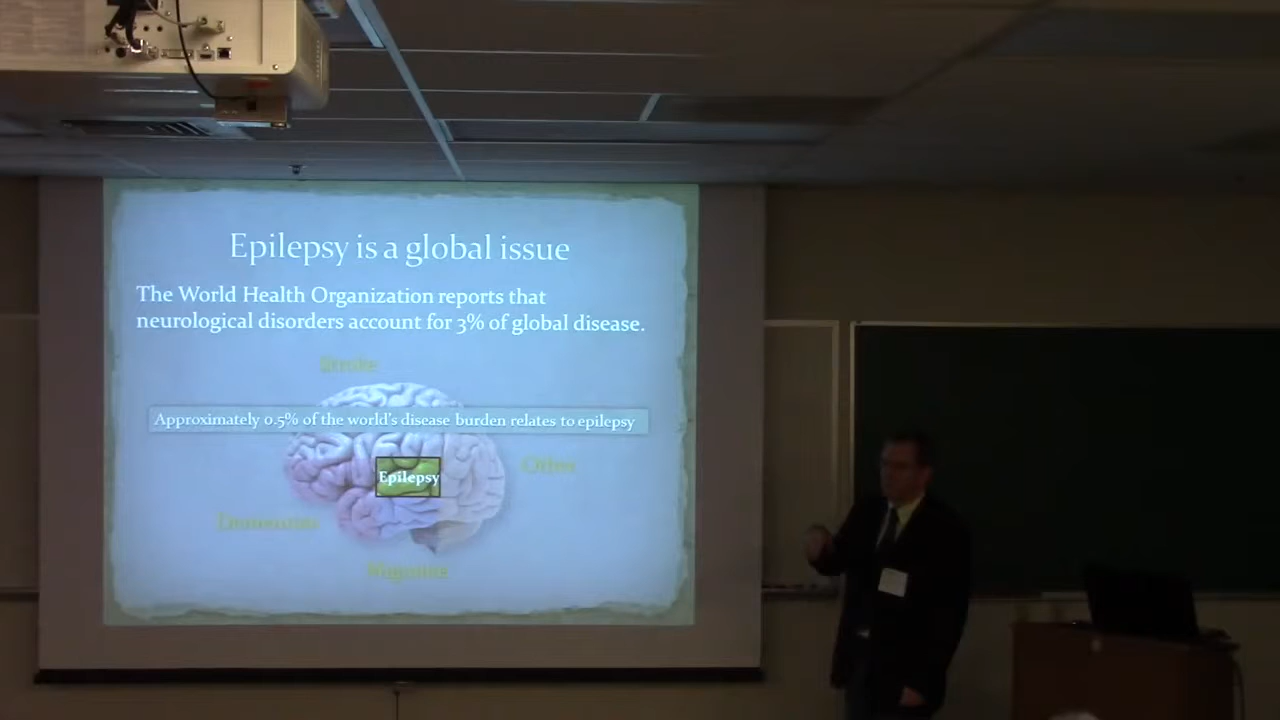 Epilepsy is a global issue
The World Health Organization reports that
neurological disorders account for 3% of global disease.
Stroke
Approximately 0.5% of the world's disease burden relates to epilepsy
Other
Epilepsy
Dementias
Migraine